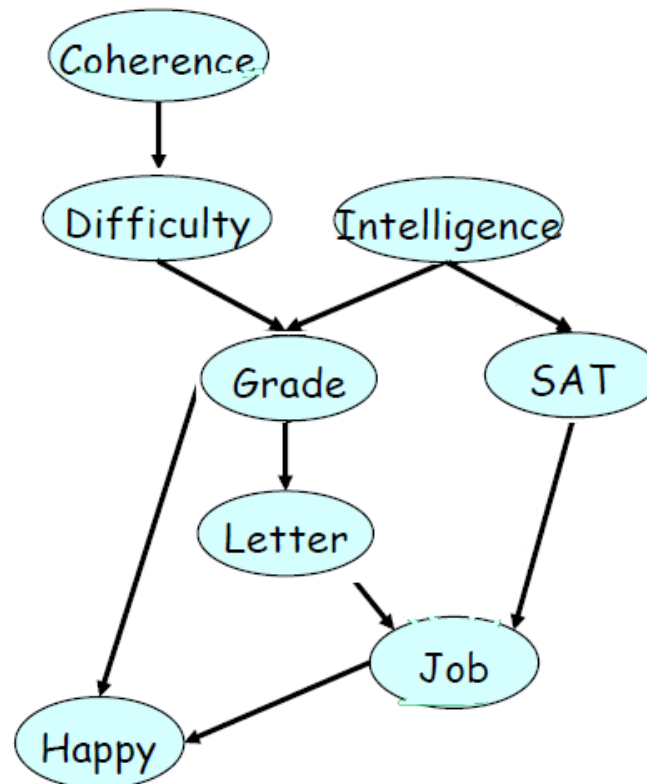 Coherence
Difficulty
Intelligence
Grade
SAT
Letter
Job
Happy